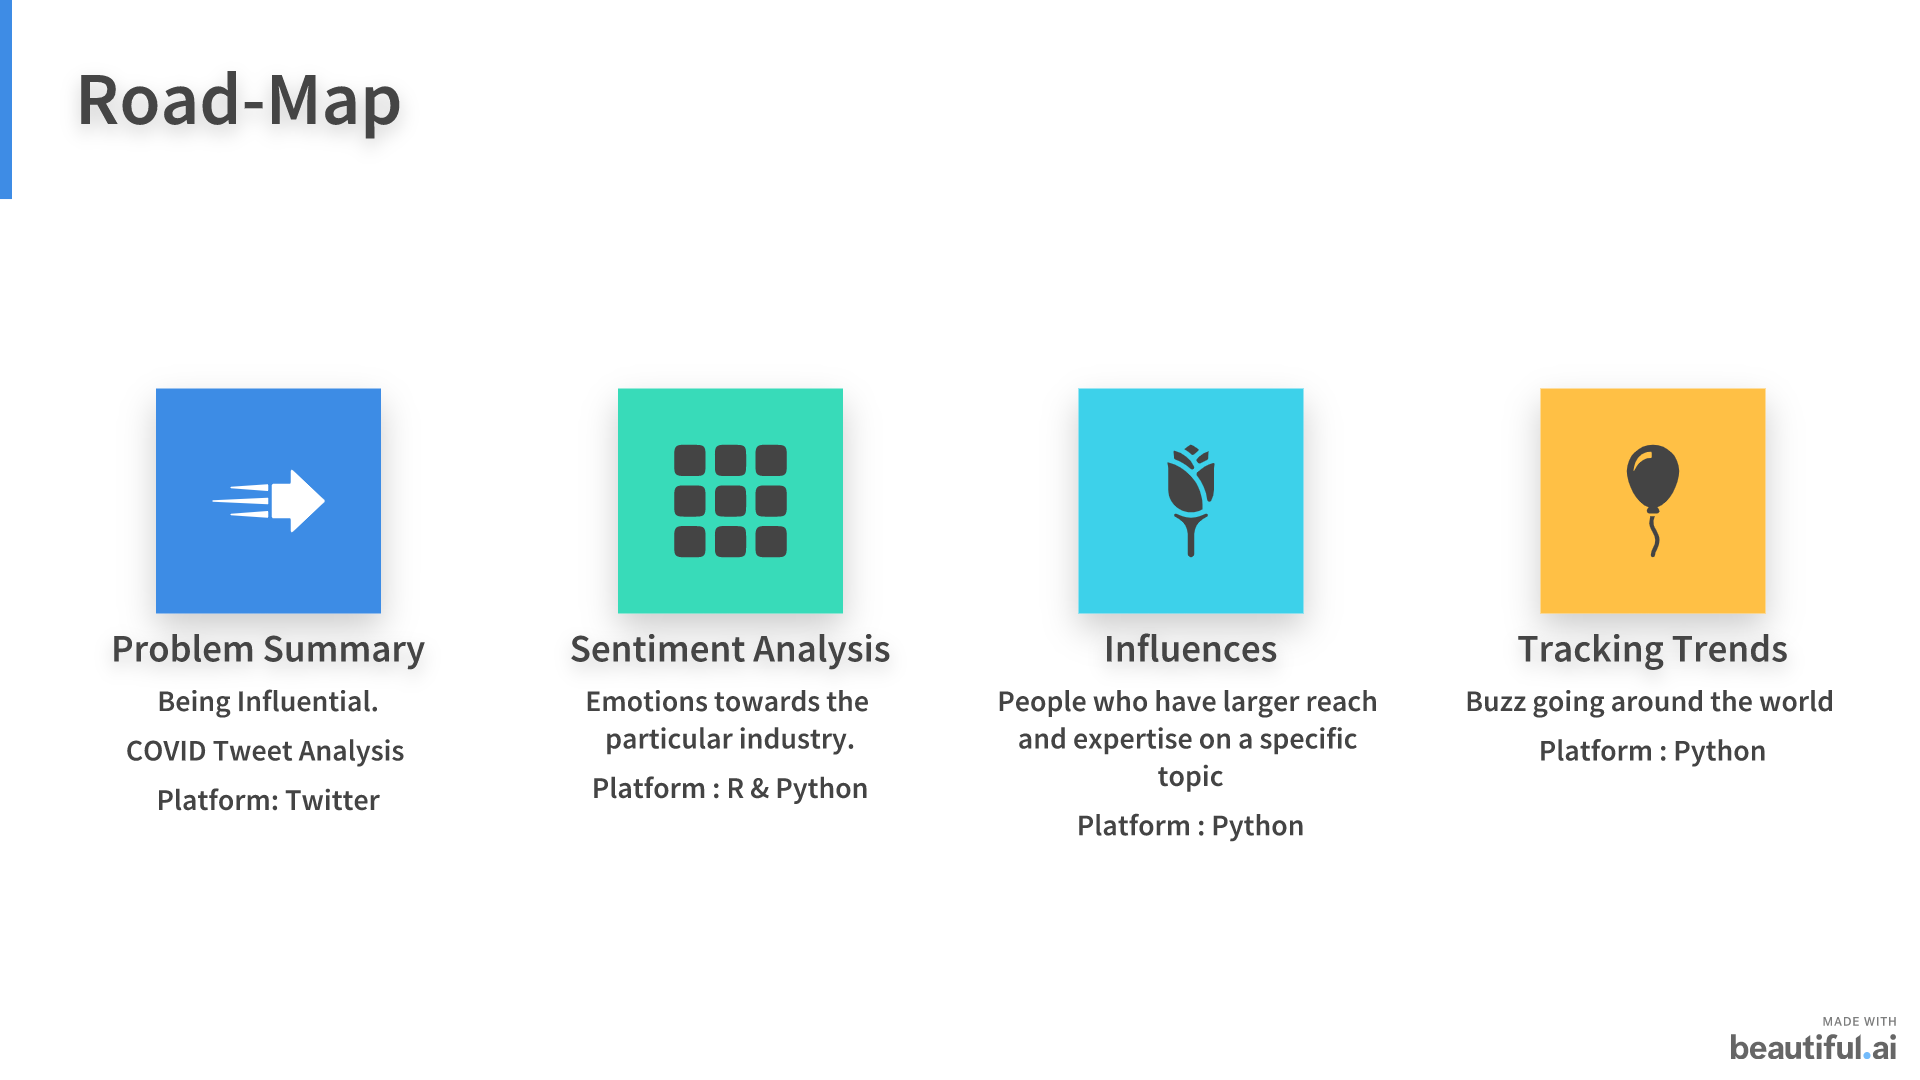 Road-Map
Problem Summary
Being Influential.
COVID Tweet Analysis
Platform: Twitter
Sentiment Analysis
Emotions towards the
particular industry.
Platform : R & Python
Influences
People who have larger reach
and expertise on a specific
topic
Platform : Python
Tracking Trends
Buzz going around the world
Platform : Python
MADE WITH
beautiful.ai